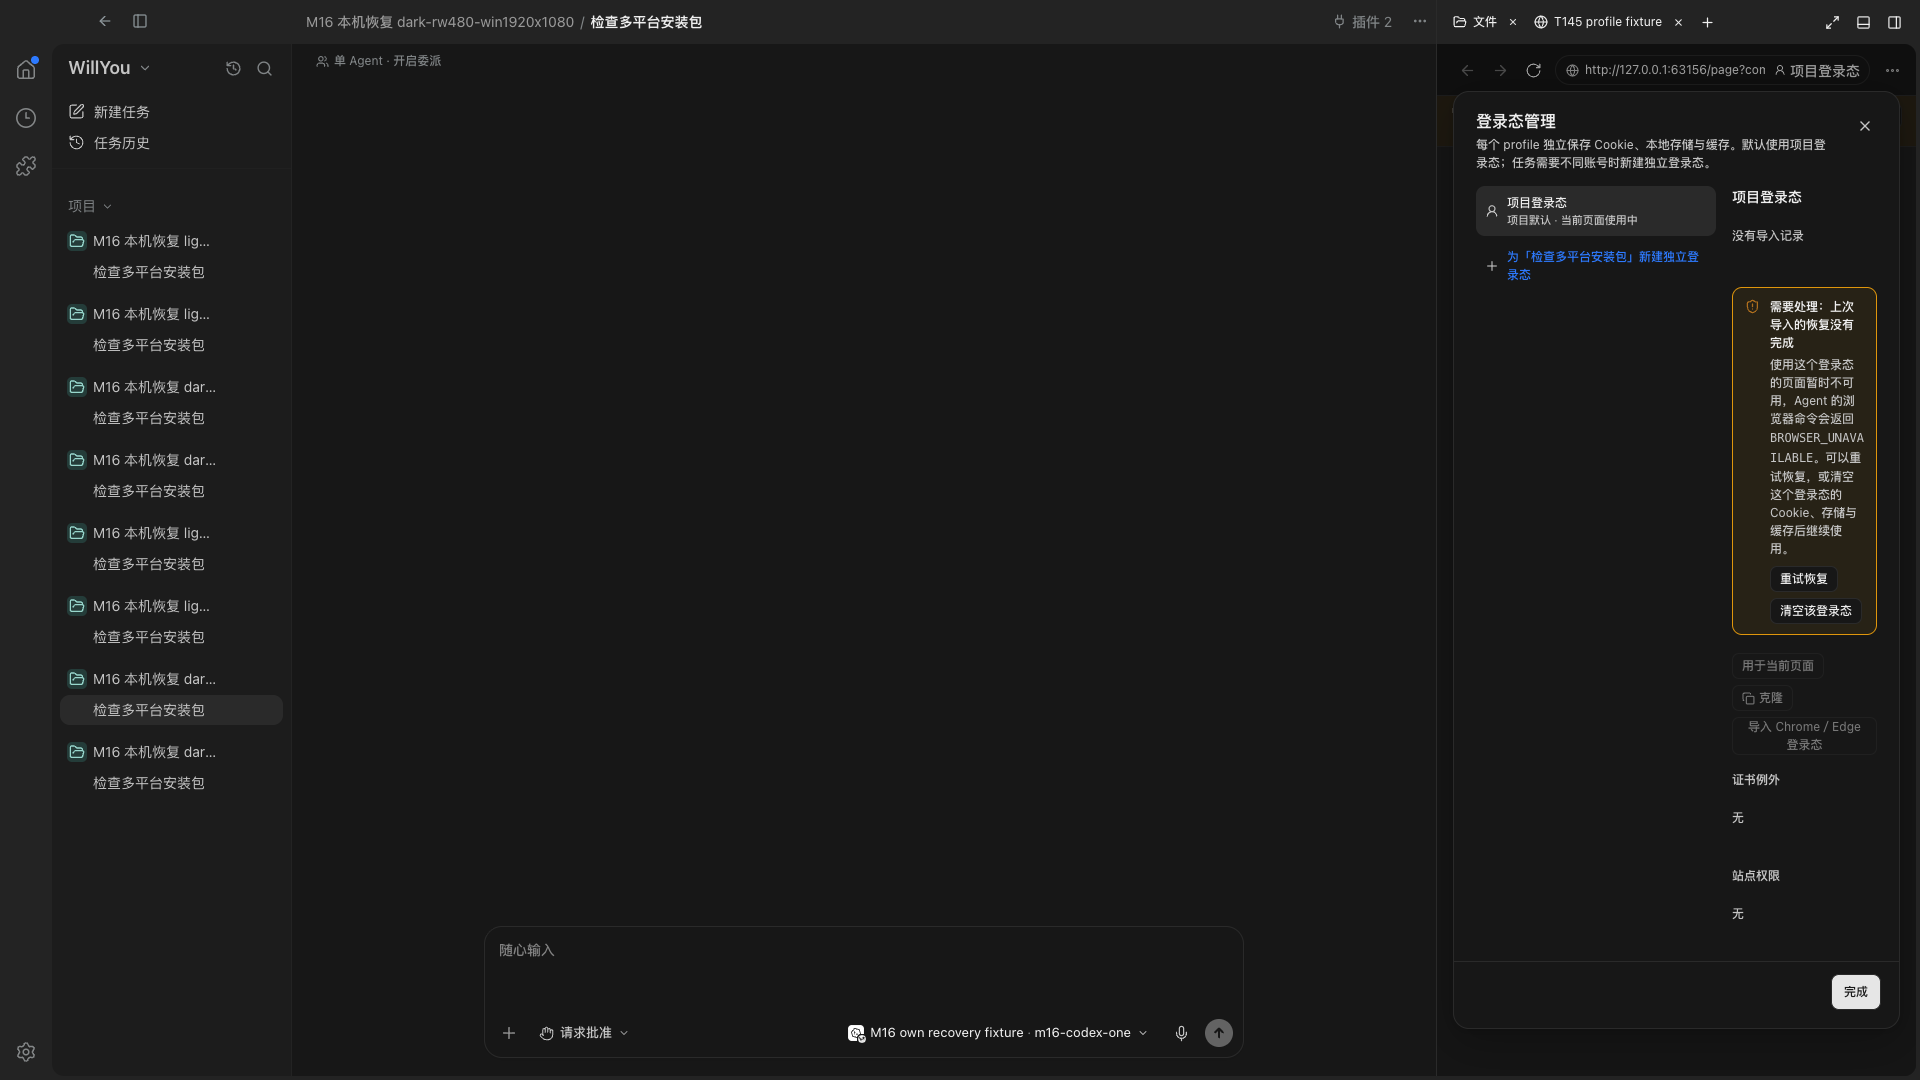 M16 本机恢复 dark-rw480-win1920x1080 / 检查多平台安装包
插件 2
文件
T145 profile fixture
WillYou
新建任务
任务历史
项目
M16 本机恢复 lig...
检查多平台安装包
M16 本机恢复 lig...
检查多平台安装包
M16 本机恢复 dar...
检查多平台安装包
M16 本机恢复 dar...
检查多平台安装包
M16 本机恢复 lig...
检查多平台安装包
M16 本机恢复 lig...
检查多平台安装包
M16 本机恢复 dar...
检查多平台安装包
M16 本机恢复 dar...
检查多平台安装包
单 Agent · 开启委派
随心输入
请求批准
M16 own recovery fixture · m16-codex-one
http://127.0.0.1:63156/page?con
项目登录态
登录态管理
每个 profile 独立保存 Cookie、本地存储与缓存。默认使用项目登
录态；任务需要不同账号时新建独立登录态。
项目登录态
项目默认 · 当前页面使用中
为「检查多平台安装包」新建独立登
录态
项目登录态
没有导入记录
需要处理：上次
导入的恢复没有
完成
使用这个登录态
的页面暂时不可
用，Agent 的浏
览器命令会返回
BROWSER_UNAVA
ILABLE。可以重
试恢复，或清空
这个登录态的
Cookie、存储与
缓存后继续使
用。
重试恢复
清空该登录态
用于当前页面
克隆
导入 Chrome / Edge
登录态
证书例外
无
站点权限
无
完成